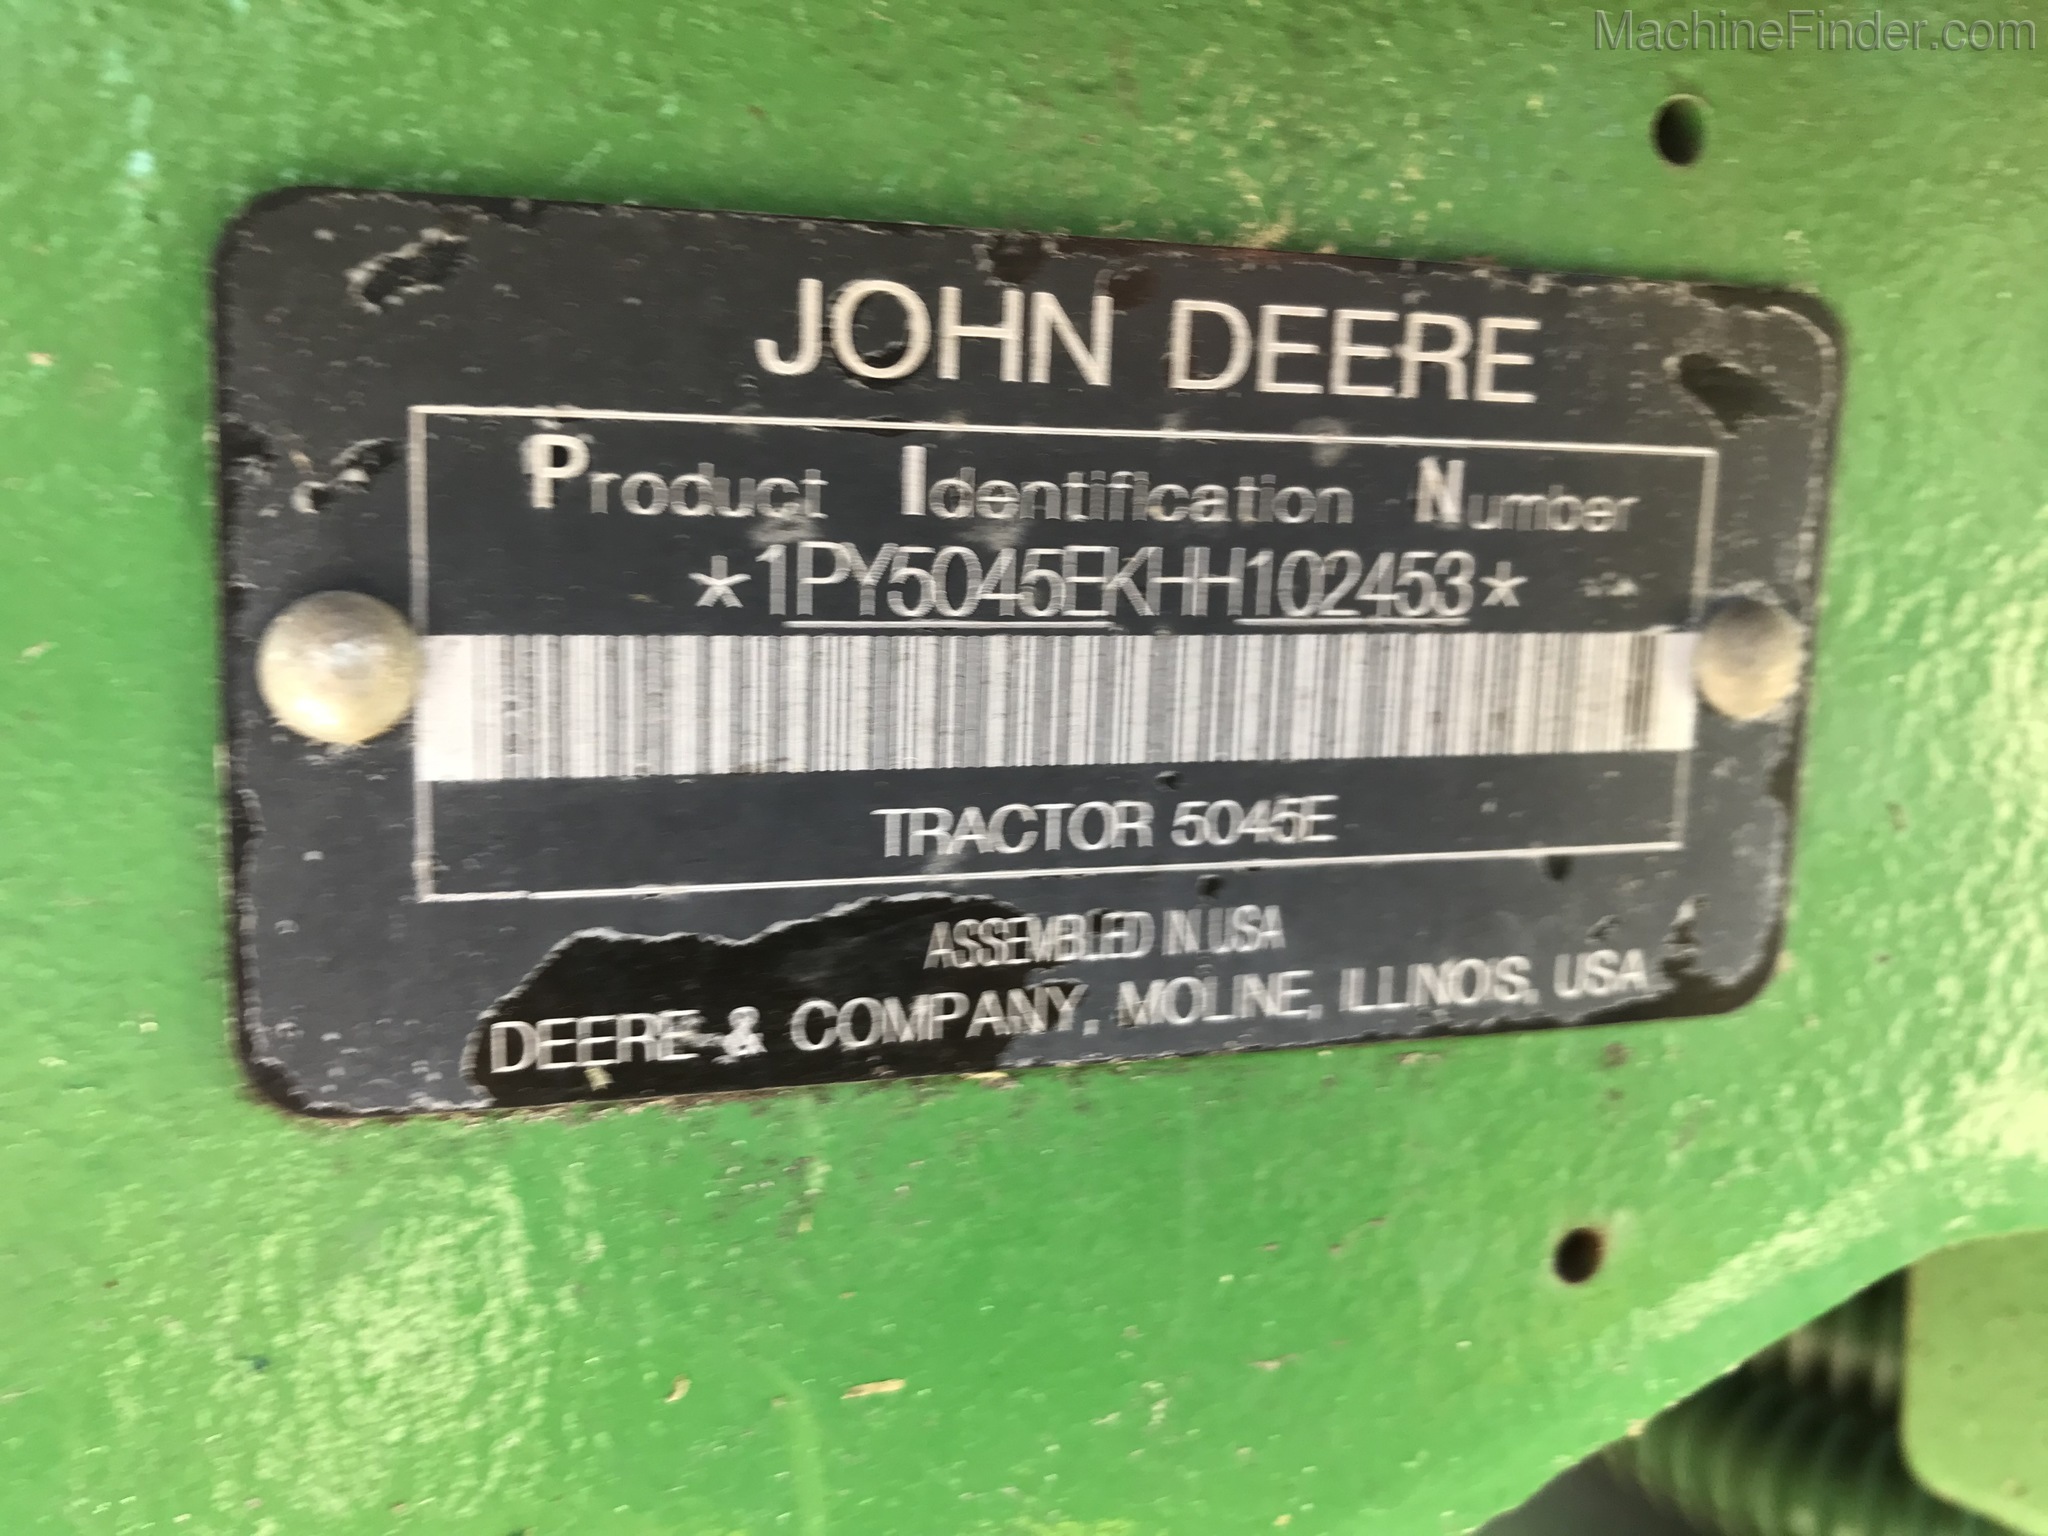 MachineFinder.com
JOHN DEERE
Product Identification Number
*1PY5045EKHH102453*
TRACTOR 5045E
ASSEMBLED IN USA
DEERE & COMPANY, MOLINE, ILLINOIS, USA